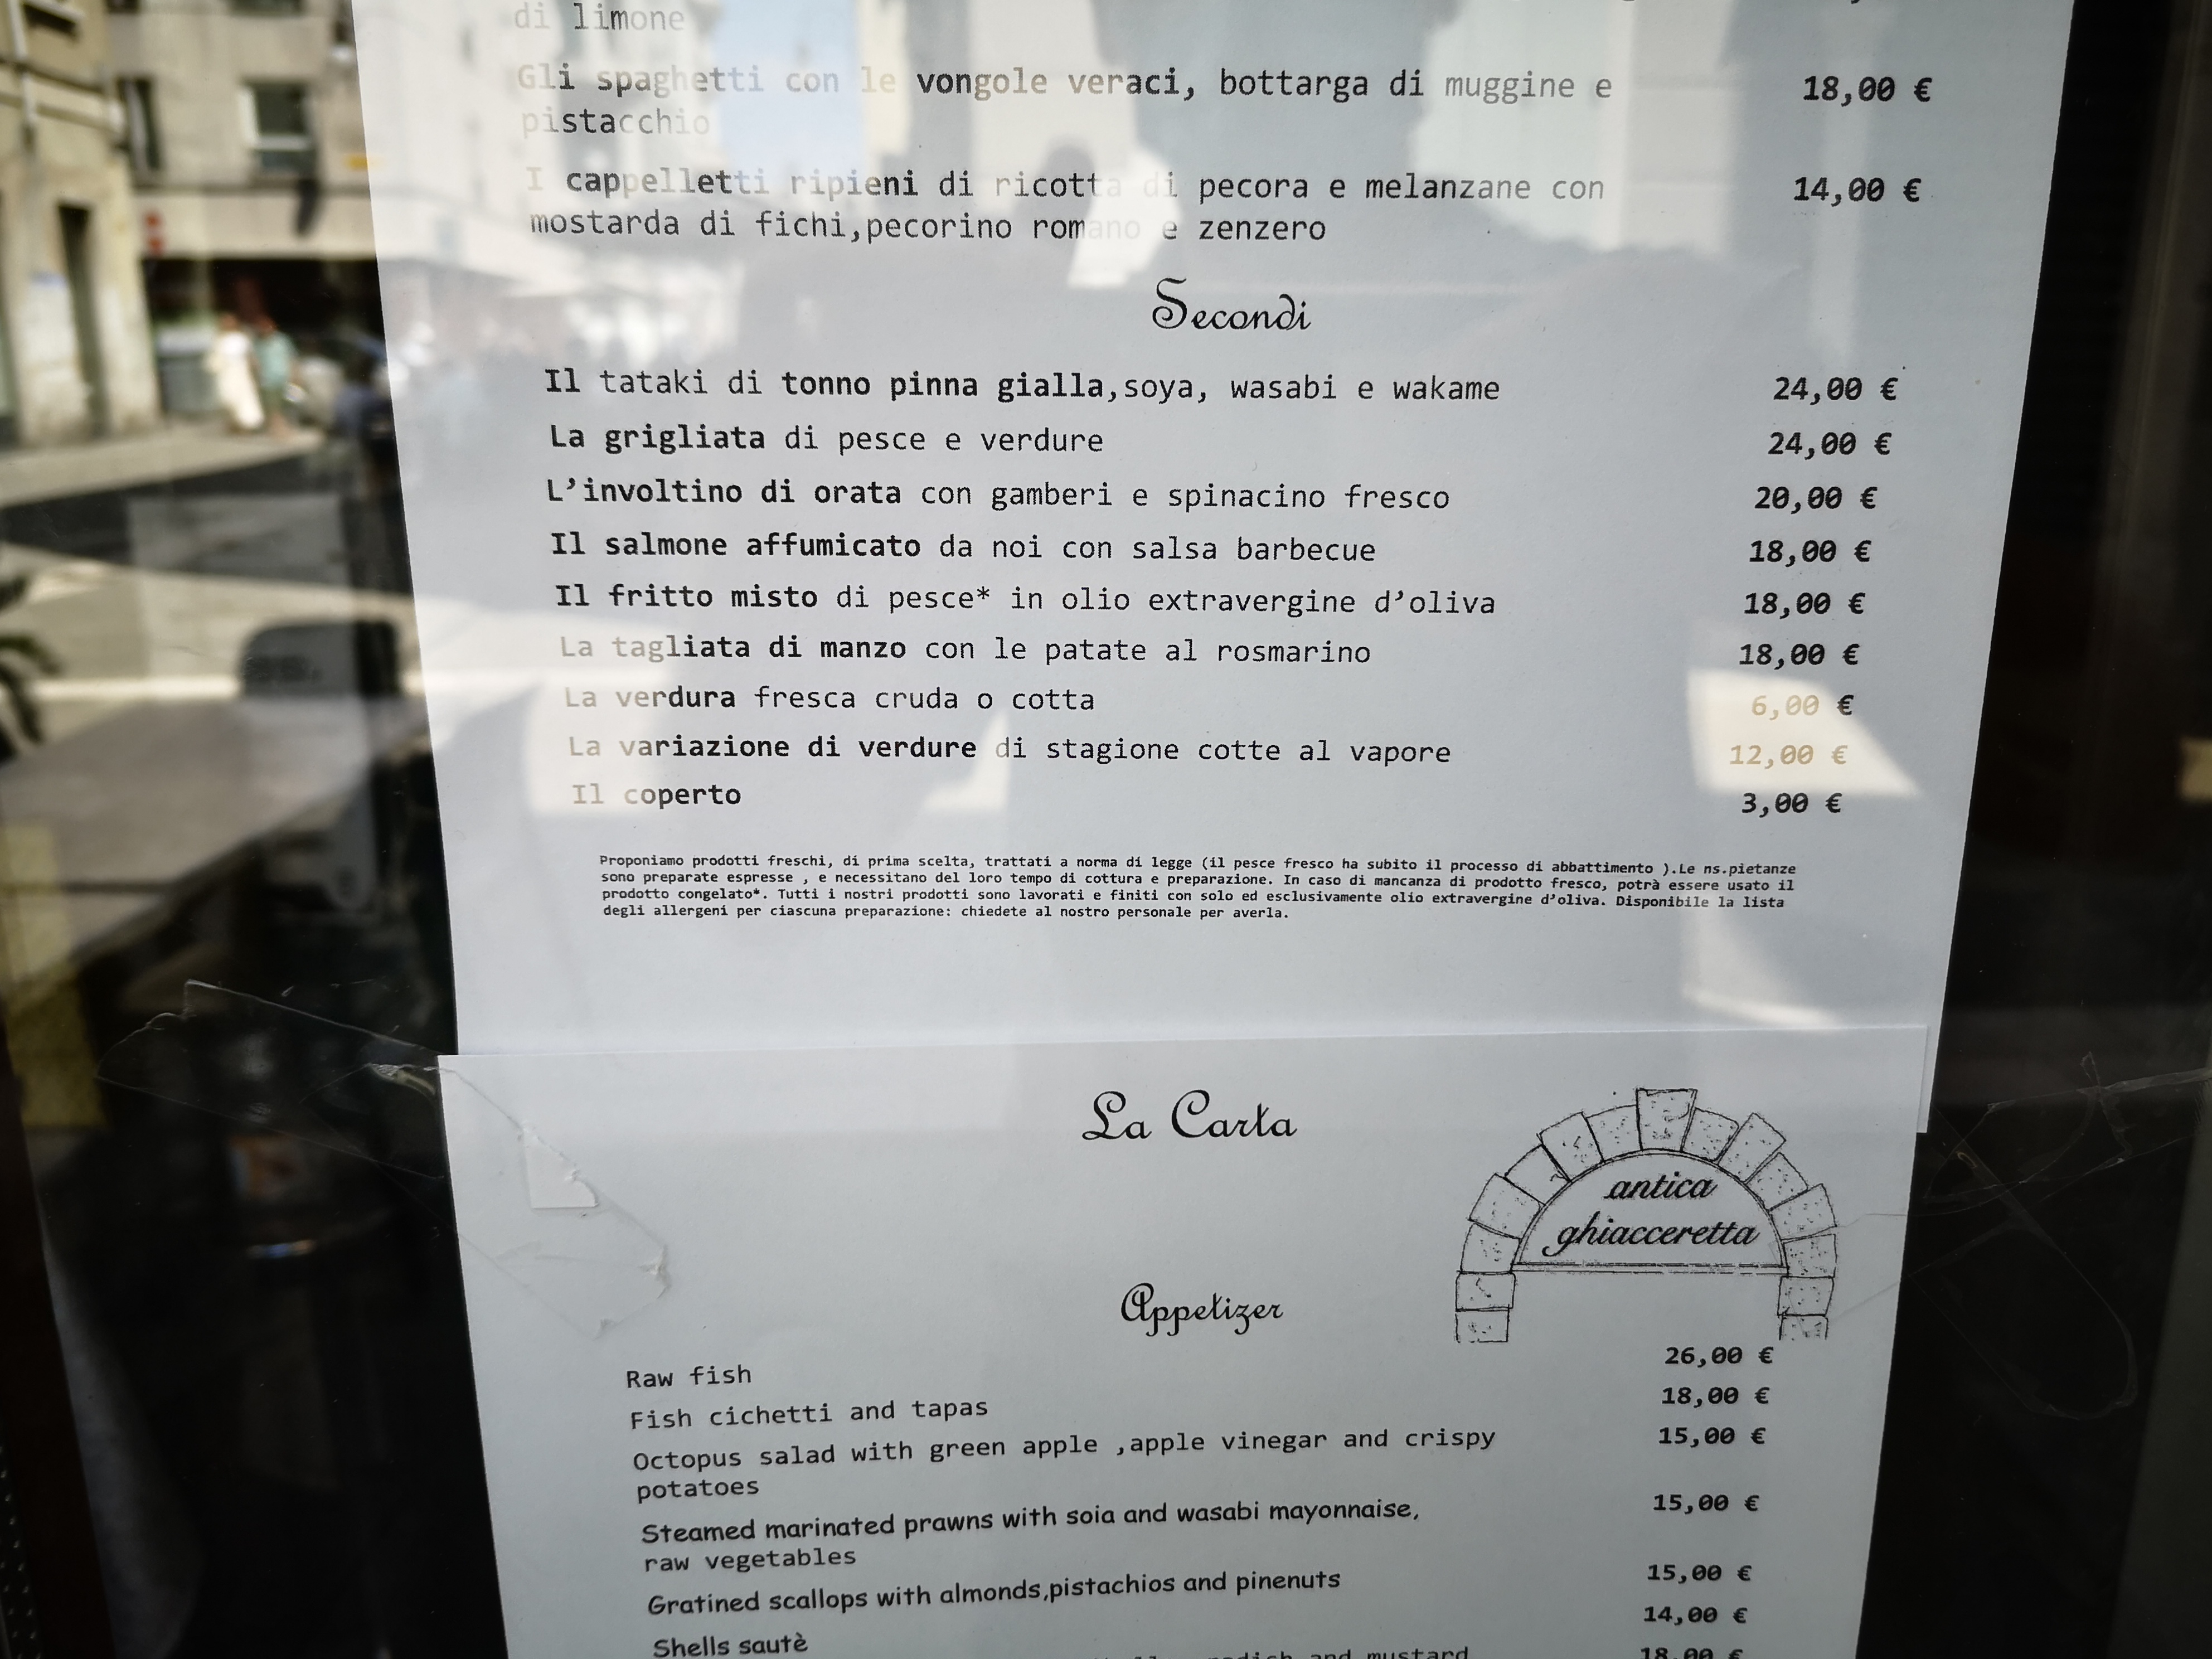 di limone
Gli spaghetti con le vongole veraci, bottarga di muggine e 18,00 €
pistacchio
I cappelletti ripieni di ricotta di pecora e melanzane con 14,00 €
mostarda di fichi,pecorino romano e zenzero
Secondi
Il tataki di tonno pinna gialla,soya, wasabi e wakame 24,00 €
La grigliata di pesce e verdure 24,00 €
L’involtino di orata con gamberi e spinacino fresco 20,00 €
Il salmone affumicato da noi con salsa barbecue 18,00 €
Il fritto misto di pesce* in olio extravergine d’oliva 18,00 €
La tagliata di manzo con le patate al rosmarino 18,00 €
La verdura fresca cruda o cotta 6,00 €
La variazione di verdure di stagione cotte al vapore 12,00 €
Il coperto 3,00 €
Proponiamo prodotti freschi, di prima scelta, trattati a norma di legge (il pesce fresco ha subito il processo di abbattimento ).Le ns.pietanze
sono preparate espresse , e necessitano del loro tempo di cottura e preparazione. In caso di mancanza di prodotto fresco, potrà essere usato il
prodotto congelato*. Tutti i nostri prodotti sono lavorati e finiti con solo ed esclusivamente olio extravergine d’oliva. Disponibile la lista
degli allergeni per ciascuna preparazione: chiedete al nostro personale per averla.
La Carta
antica
ghiacceretta
Appetizer
Raw fish 26,00 €
Fish cichetti and tapas 18,00 €
Octopus salad with green apple ,apple vinegar and crispy 15,00 €
potatoes
Steamed marinated prawns with soia and wasabi mayonnaise, 15,00 €
raw vegetables
Gratined scallops with almonds,pistachios and pinenuts 15,00 €
Shells sautè 14,00 €
and mustard 18,00 €